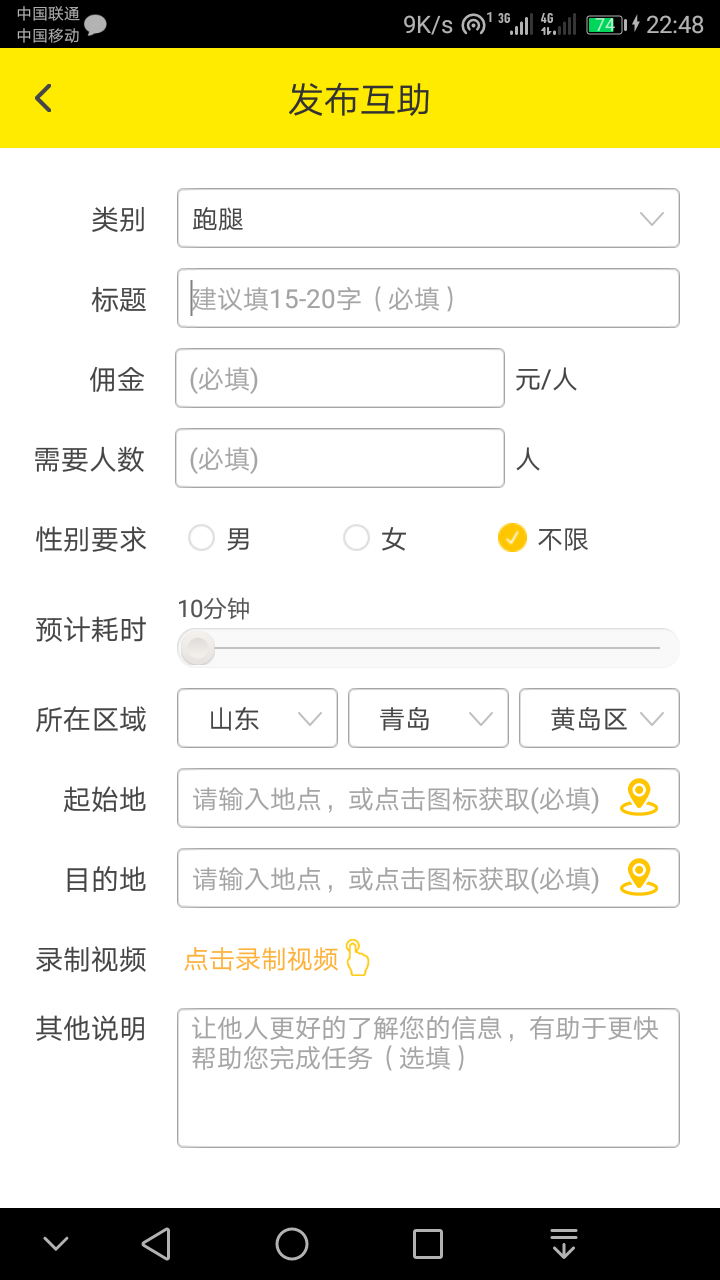 中国联通
中国移动
9K/s 1 3G 4G 74 22:48
发布互助
类别 跑腿
标题 建议填15-20字（必填）
佣金 (必填) 元/人
需要人数 (必填) 人
性别要求 男 女 不限
10分钟
预计耗时
所在区域 山东 青岛 黄岛区
起始地 请输入地点，或点击图标获取(必填)
目的地 请输入地点，或点击图标获取(必填)
录制视频 点击录制视频
其他说明 让他人更好的了解您的信息，有助于更快
帮助您完成任务（选填）